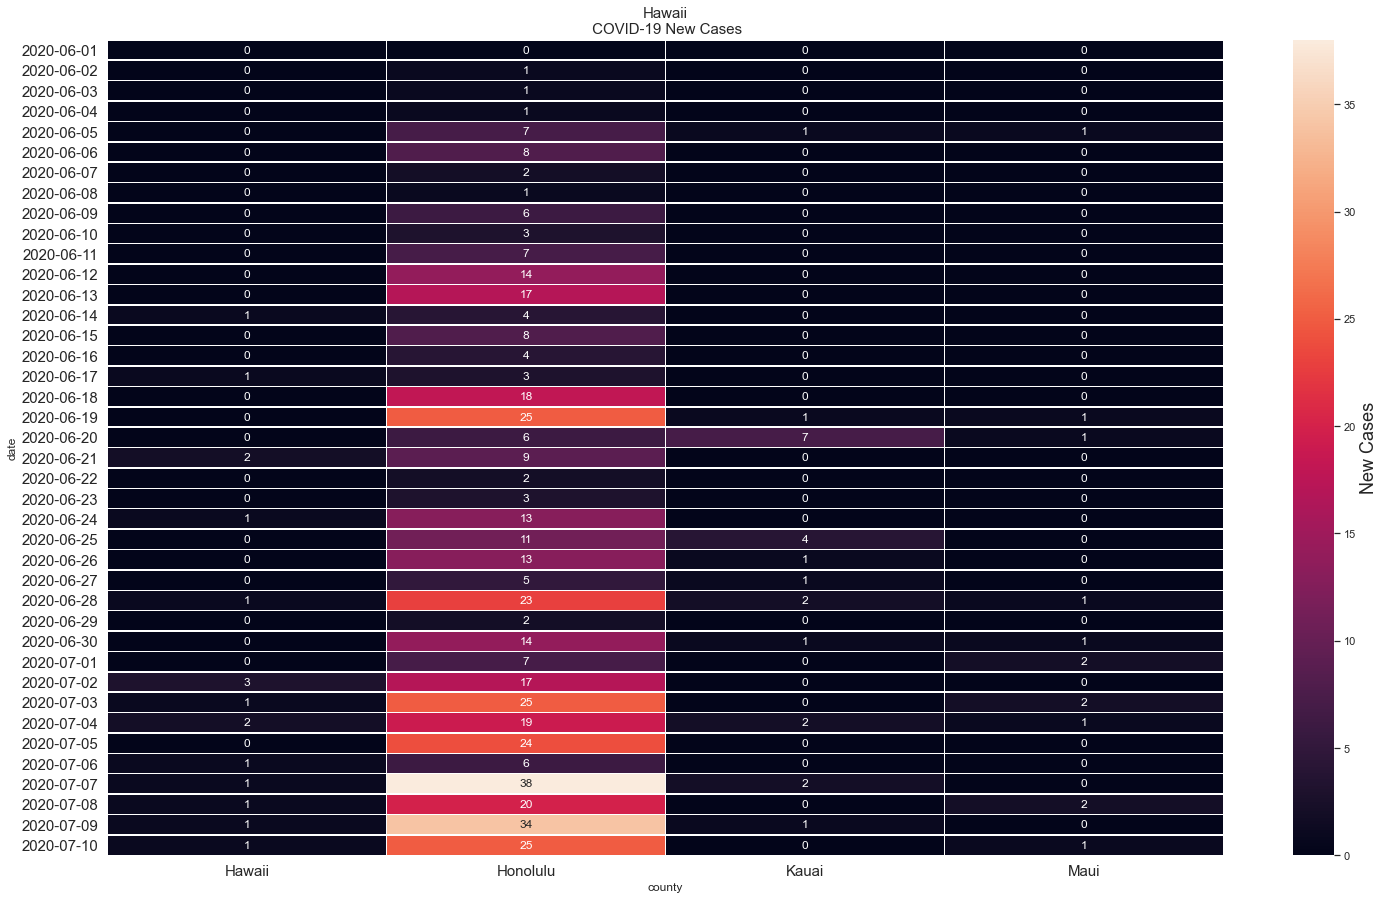 Hawaii
COVID-19 New Cases
2020-06-01 0 0 0 0
2020-06-02 0 1 0 0
2020-06-03 0 1 0 0
2020-06-04 0 1 0 0
2020-06-05 0 7 1 1
2020-06-06 0 8 0 0
2020-06-07 0 2 0 0
2020-06-08 0 1 0 0
2020-06-09 0 6 0 0
2020-06-10 0 3 0 0
2020-06-11 0 7 0 0
2020-06-12 0 14 0 0
2020-06-13 0 17 0 0
2020-06-14 1 4 0 0
2020-06-15 0 8 0 0
2020-06-16 0 4 0 0
2020-06-17 1 3 0 0
2020-06-18 0 18 0 0
2020-06-19 0 25 1 1
2020-06-20 0 6 7 1
2020-06-21 2 9 0 0
2020-06-22 0 2 0 0
2020-06-23 0 3 0 0
2020-06-24 1 13 0 0
2020-06-25 0 11 4 0
2020-06-26 0 13 1 0
2020-06-27 0 5 1 0
2020-06-28 1 23 2 1
2020-06-29 0 2 0 0
2020-06-30 0 14 1 1
2020-07-01 0 7 0 2
2020-07-02 3 17 0 0
2020-07-03 1 25 0 2
2020-07-04 2 19 2 1
2020-07-05 0 24 0 0
2020-07-06 1 6 0 0
2020-07-07 1 38 2 0
2020-07-08 1 20 0 2
2020-07-09 1 34 1 0
2020-07-10 1 25 0 1
Hawaii Honolulu Kauai Maui
county
date
35
30
25
20
15
10
5
0
New Cases